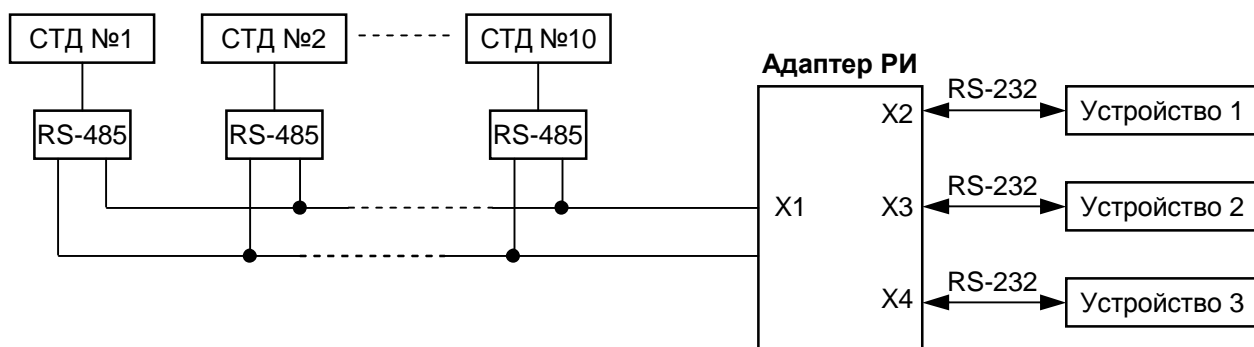 СТД №1
СТД №2
СТД №10
Адаптер РИ
RS-485
RS-485
RS-485
X1
X2
X3
X4
RS-232
RS-232
RS-232
Устройство 1
Устройство 2
Устройство 3